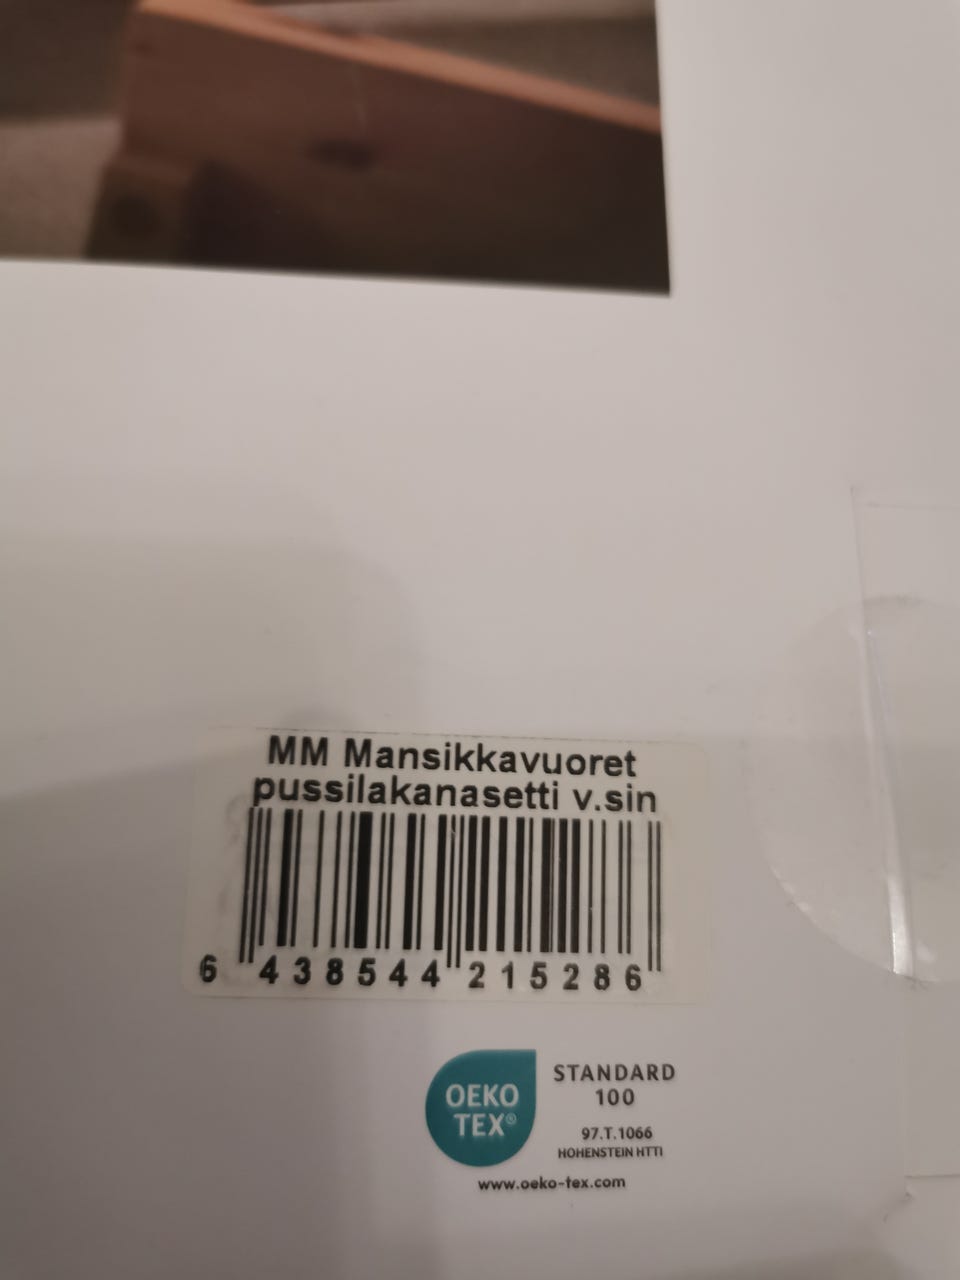 MM Mansikkavuoret
pussilakanasetti v.sin
6 438544 215286
OEKO
TEX®
STANDARD
100
97.T.1066
HOHENSTEIN HTTI
www.oeko-tex.com